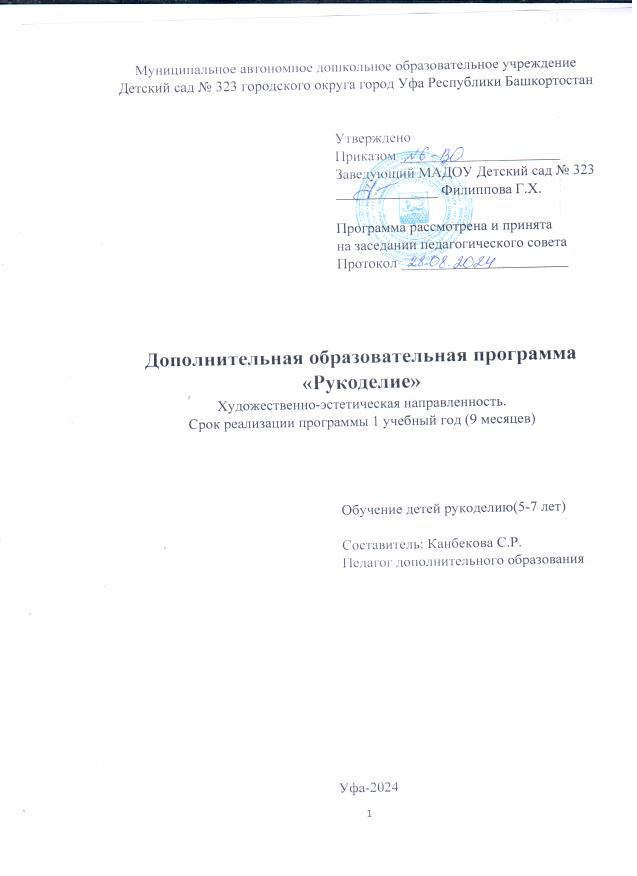 Муниципальное автономное дошкольное образовательное учреждение
Детский сад № 323 городского округа город Уфа Республики Башкортостан
Утверждено
Приказом №6-ВО
Заведующий МАДОУ Детский сад № 323
Филиппова Г.Х.
Программа рассмотрена и принята
на заседании педагогического совета
Протокол 28.08.2024
Дополнительная образовательная программа
«Рукоделие»
Художественно-эстетическая направленность.
Срок реализации программы 1 учебный год (9 месяцев)
Обучение детей рукоделию(5-7 лет)
Составитель: Канбекова С.Р.
Педагог дополнительного образования
Уфа-2024
1